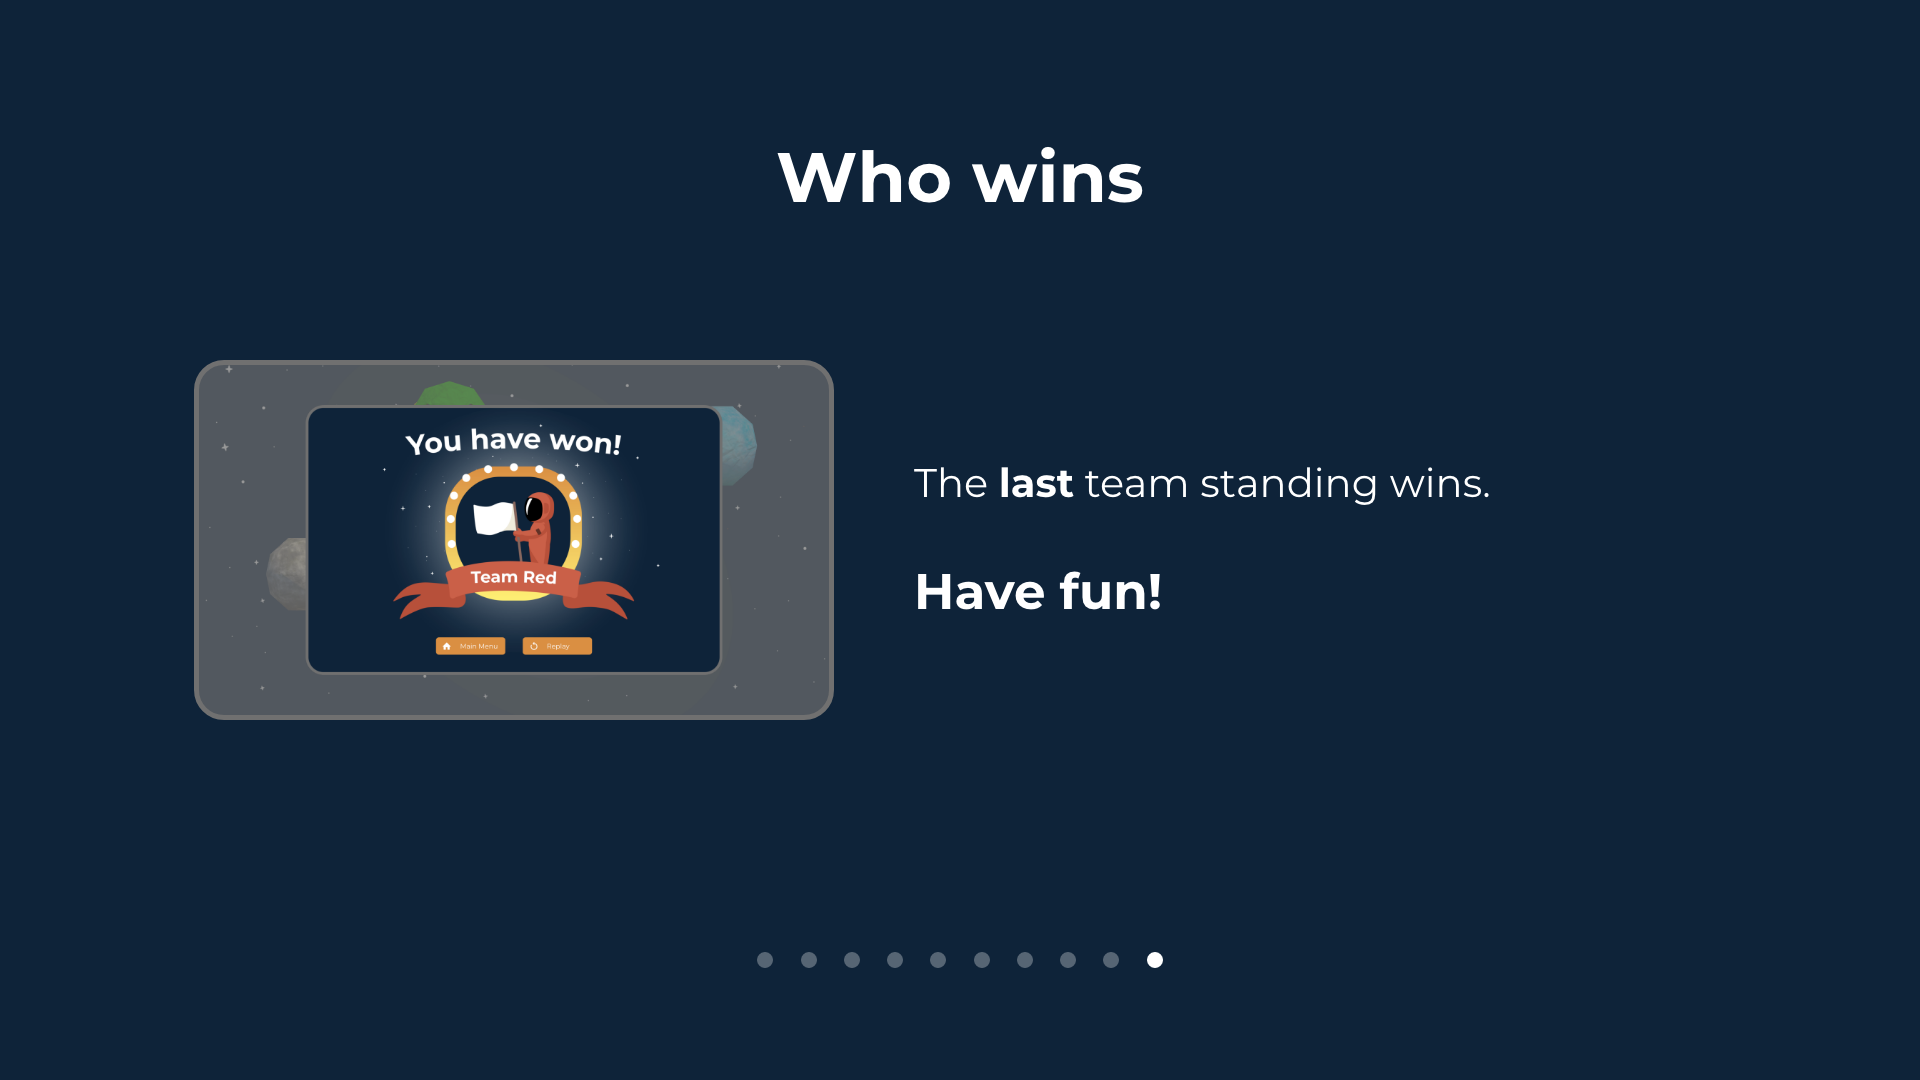 Who wins
You have won!
Team Red
Main Menu
Replay
The last team standing wins.
Have fun!